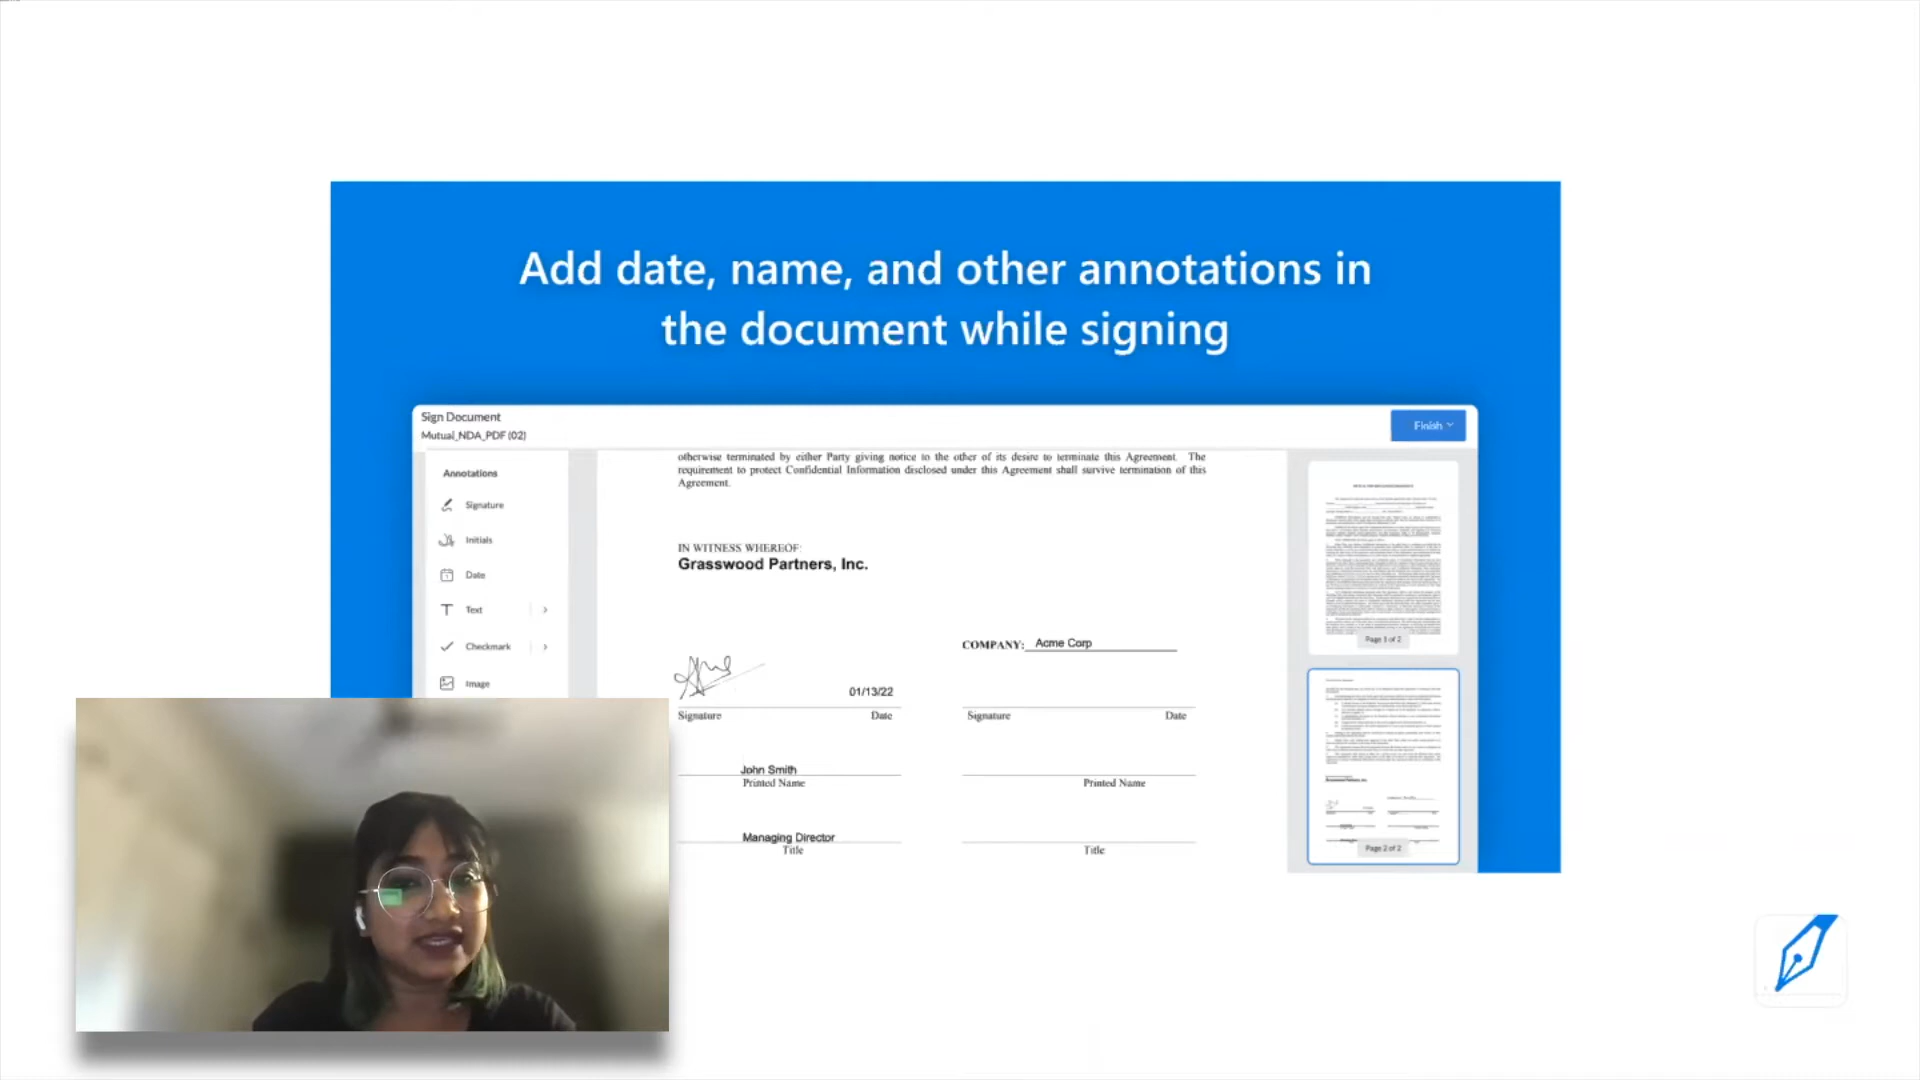 Add date, name, and other annotations in
the document while signing
Sign Document
Mutual_NDA_PDF (02)
Finish
Annotations
Signature
Initials
Date
Text
Checkmark
Image
otherwise terminated by either Party giving notice to the other of its desire to terminate this Agreement. The
requirement to protect Confidential Information disclosed under this Agreement shall survive termination of this
Agreement.
IN WITNESS WHEREOF:
Grasswood Partners, Inc.
COMPANY: Acme Corp
01/13/22
Signature Date
Signature Date
John Smith
Printed Name
Printed Name
Managing Director
Title
Title
Page 1 of 2
Page 2 of 2